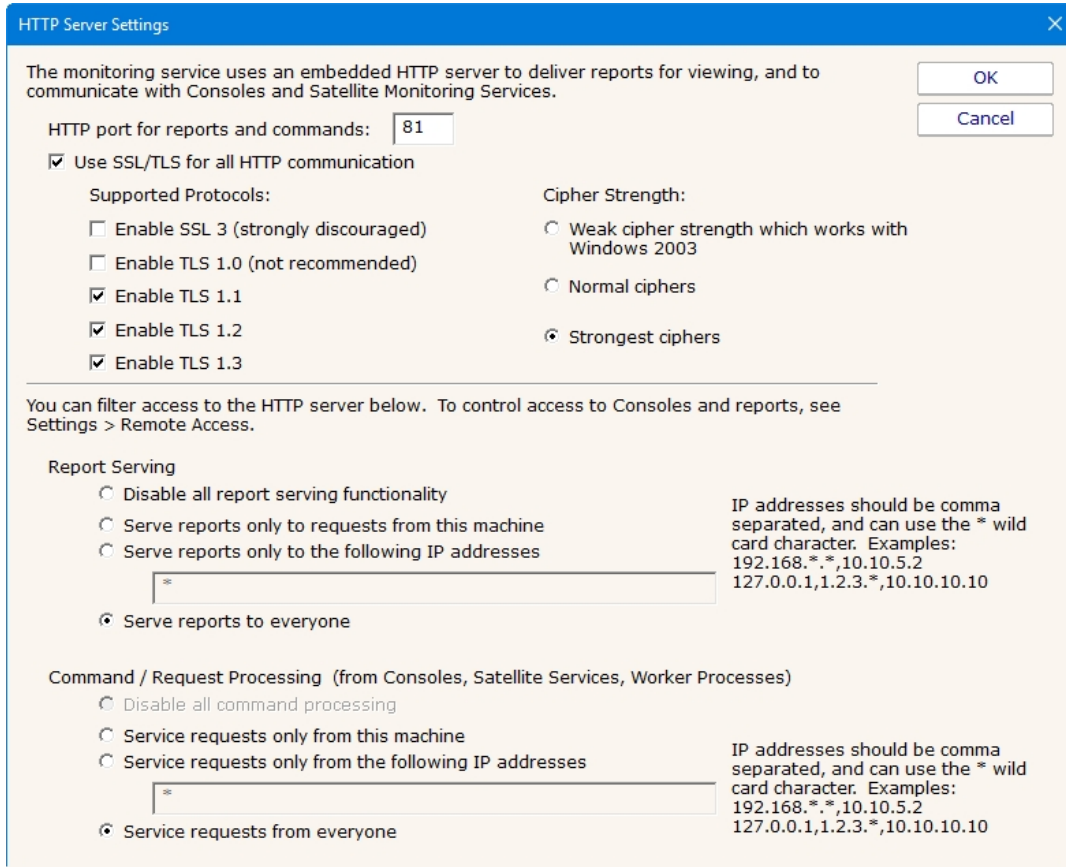 HTTP Server Settings
The monitoring service uses an embedded HTTP server to deliver reports for viewing, and to
communicate with Consoles and Satellite Monitoring Services.
OK
Cancel
HTTP port for reports and commands: 81
Use SSL/TLS for all HTTP communication
Supported Protocols:
Enable SSL 3 (strongly discouraged)
Enable TLS 1.0 (not recommended)
Enable TLS 1.1
Enable TLS 1.2
Enable TLS 1.3
Cipher Strength:
Weak cipher strength which works with
Windows 2003
Normal ciphers
Strongest ciphers
You can filter access to the HTTP server below. To control access to Consoles and reports, see
Settings > Remote Access.
Report Serving
Disable all report serving functionality
Serve reports only to requests from this machine
Serve reports only to the following IP addresses
*
Serve reports to everyone
IP addresses should be comma
separated, and can use the * wild
card character. Examples:
192.168.*.*,10.10.5.2
127.0.0.1,1.2.3.*,10.10.10.10
Command / Request Processing (from Consoles, Satellite Services, Worker Processes)
Disable all command processing
Service requests only from this machine
Service requests only from the following IP addresses
*
Service requests from everyone
IP addresses should be comma
separated, and can use the * wild
card character. Examples:
192.168.*.*,10.10.5.2
127.0.0.1,1.2.3.*,10.10.10.10